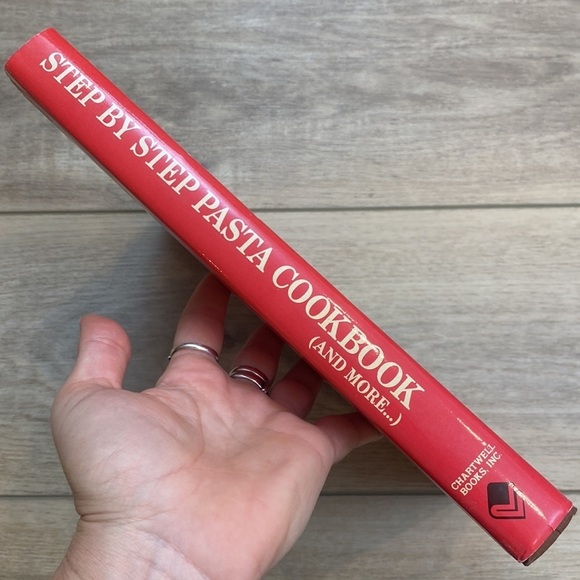 STEP BY STEP PASTA COOKBOOK
(AND MORE...)
CHARTWELL
BOOKS, INC